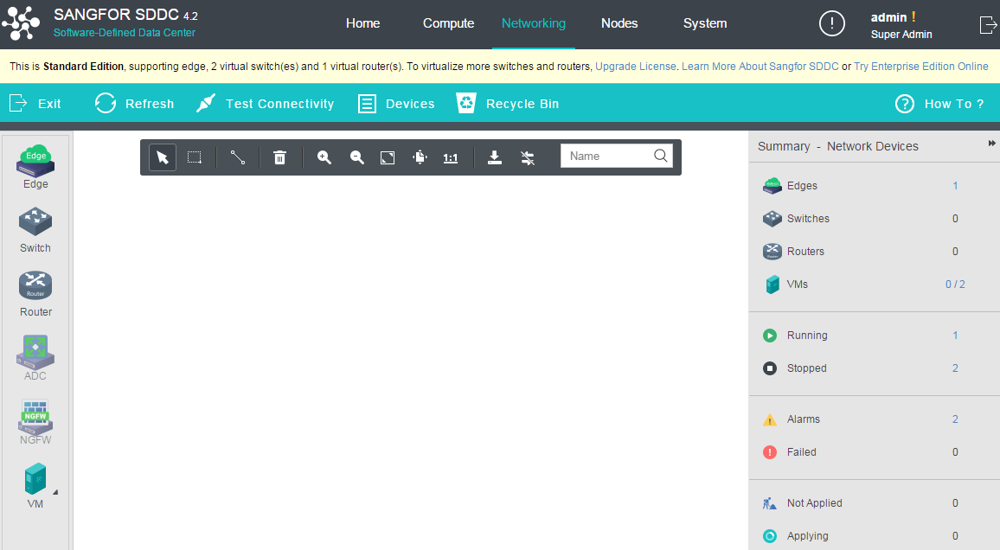 SANGFOR SDDC 4.2
Software-Defined Data Center
Home
Compute
Networking
Nodes
System
admin !
Super Admin
This is Standard Edition, supporting edge, 2 virtual switch(es) and 1 virtual router(s). To virtualize more switches and routers, Upgrade License. Learn More About Sangfor SDDC or Try Enterprise Edition Online
Exit
Refresh
Test Connectivity
Devices
Recycle Bin
How To ?
Edge
Edge
Switch
Router
Router
ADC
NGFW
NGFW
VM
1:1
Name
Summary - Network Devices
Edges 1
Switches 0
Router
Routers 0
VMs 0 / 2
Running 1
Stopped 2
Alarms 2
Failed 0
Not Applied 0
Applying 0